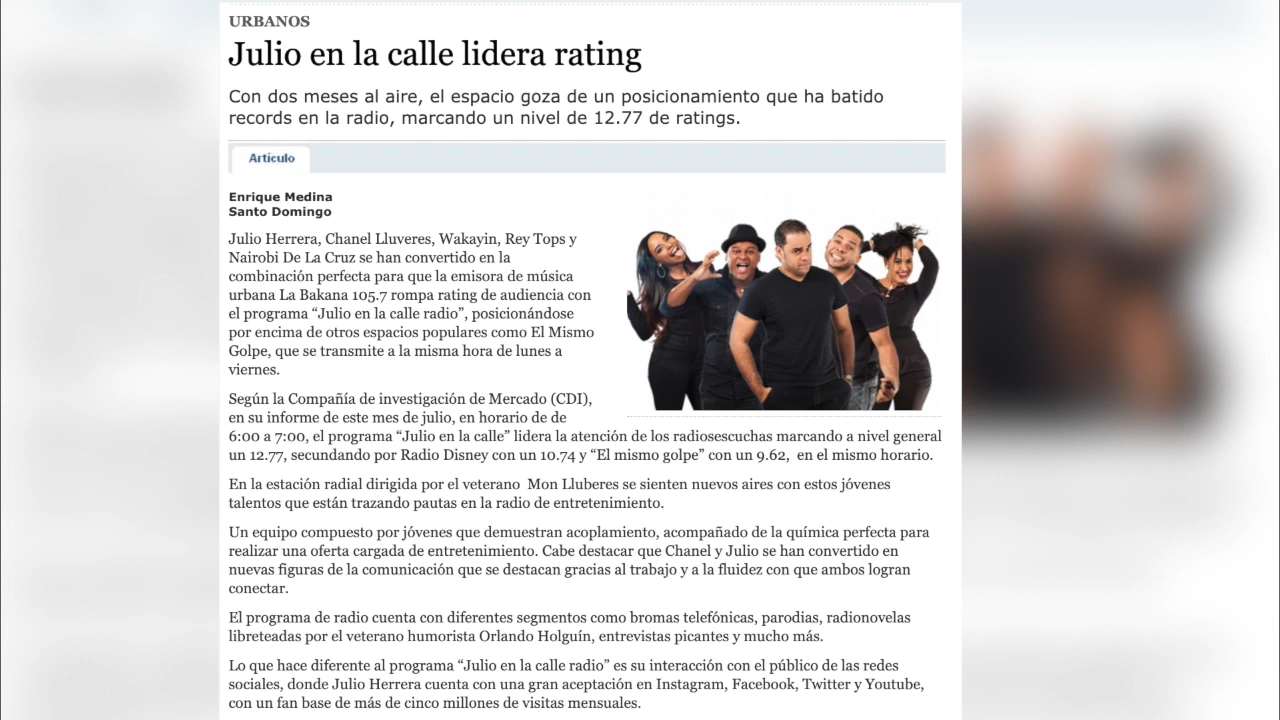 URBANOS
Julio en la calle lidera rating
Con dos meses al aire, el espacio goza de un posicionamiento que ha batido
records en la radio, marcando un nivel de 12.77 de ratings.
Artículo
Enrique Medina
Santo Domingo
Julio Herrera, Chanel Lluveres, Wakayin, Rey Tops y
Nairobi De La Cruz se han convertido en la
combinación perfecta para que la emisora de música
urbana La Bakana 105.7 rompa rating de audiencia con
el programa “Julio en la calle radio”, posicionándose
por encima de otros espacios populares como El Mismo
Golpe, que se transmite a la misma hora de lunes a
viernes.
Según la Compañía de investigación de Mercado (CDI),
en su informe de este mes de julio, en horario de de
6:00 a 7:00, el programa “Julio en la calle” lidera la atención de los radiosescuchas marcando a nivel general
un 12.77, secundando por Radio Disney con un 10.74 y “El mismo golpe” con un 9.62,  en el mismo horario.
En la estación radial dirigida por el veterano  Mon Lluberes se sienten nuevos aires con estos jóvenes
talentos que están trazando pautas en la radio de entretenimiento.
Un equipo compuesto por jóvenes que demuestran acoplamiento, acompañado de la química perfecta para
realizar una oferta cargada de entretenimiento. Cabe destacar que Chanel y Julio se han convertido en
nuevas figuras de la comunicación que se destacan gracias al trabajo y a la fluidez con que ambos logran
conectar.
El programa de radio cuenta con diferentes segmentos como bromas telefónicas, parodias, radionovelas
libreteadas por el veterano humorista Orlando Holguín, entrevistas picantes y mucho más.
Lo que hace diferente al programa “Julio en la calle radio” es su interacción con el público de las redes
sociales, donde Julio Herrera cuenta con una gran aceptación en Instagram, Facebook, Twitter y Youtube,
con un fan base de más de cinco millones de visitas mensuales.